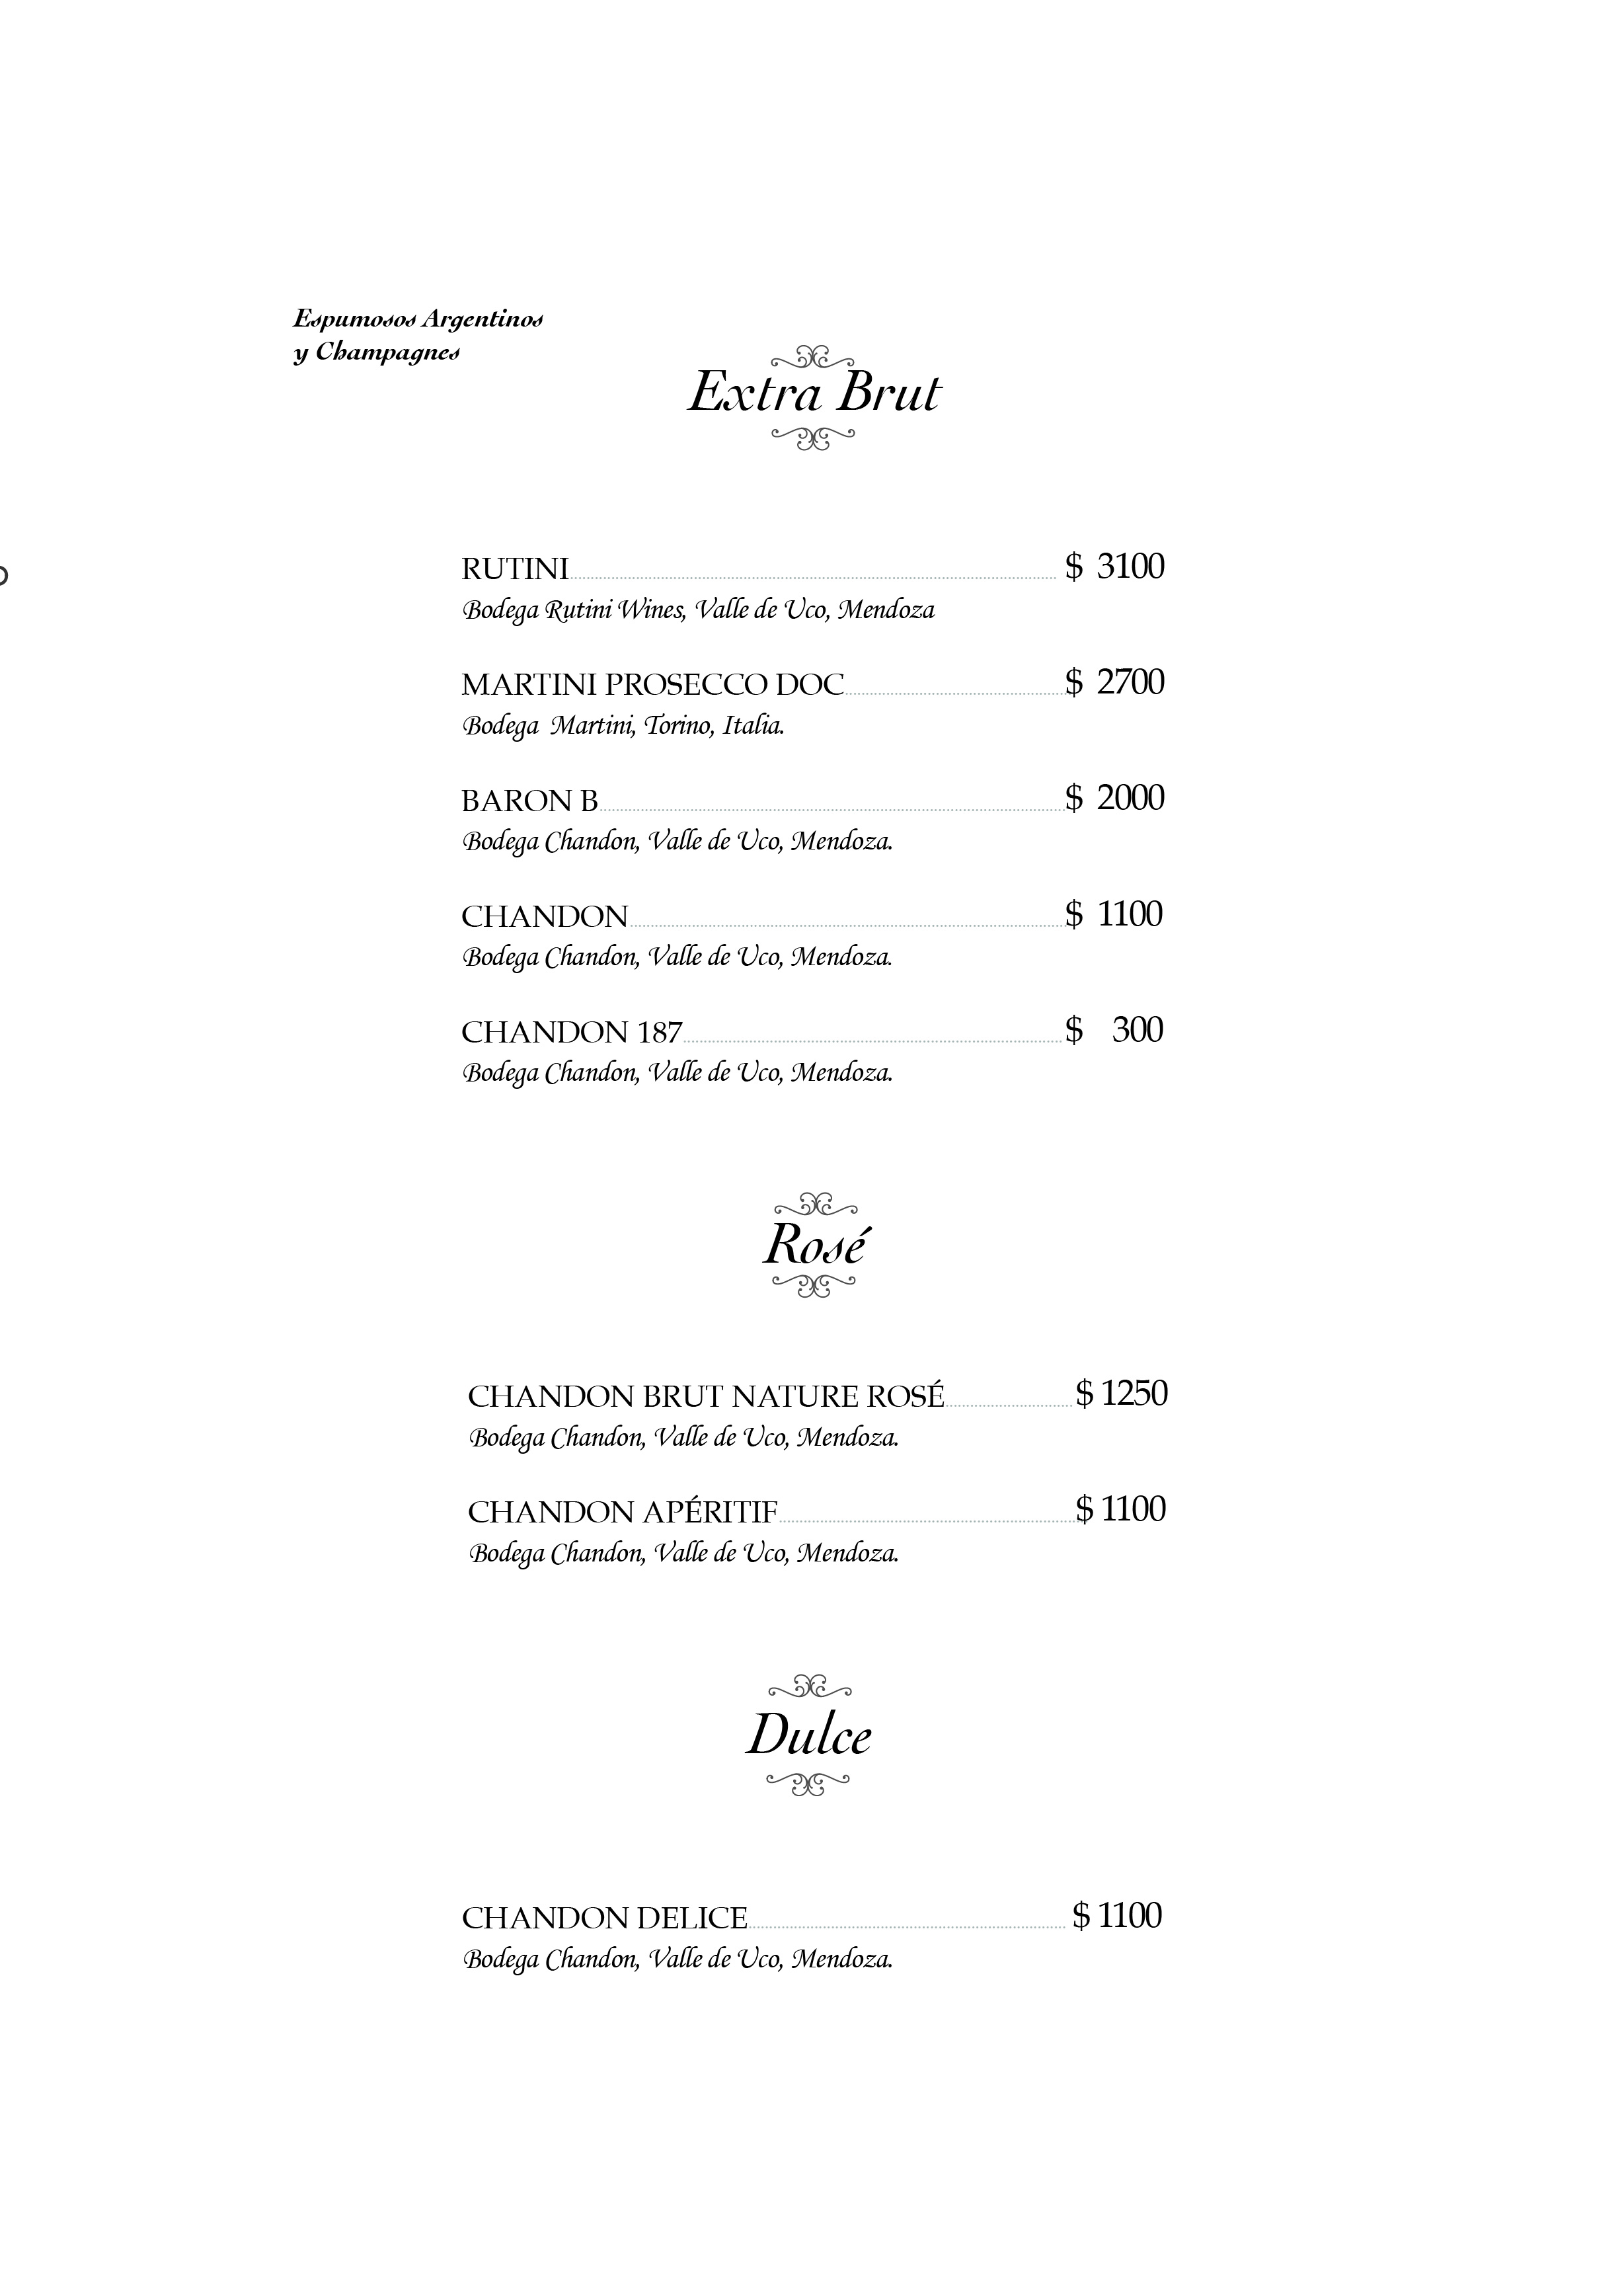 Espumosos Argentinos
y Champagnes
Extra Brut
RUTINI $ 3100
Bodega Rutini Wines, Valle de Uco, Mendoza
MARTINI PROSECCO DOC $ 2700
Bodega Martini, Torino, Italia.
BARON B $ 2000
Bodega Chandon, Valle de Uco, Mendoza.
CHANDON $ 1100
Bodega Chandon, Valle de Uco, Mendoza.
CHANDON 187 $ 300
Bodega Chandon, Valle de Uco, Mendoza.
Rosé
CHANDON BRUT NATURE ROSÉ $ 1250
Bodega Chandon, Valle de Uco, Mendoza.
CHANDON APÉRITIF $ 1100
Bodega Chandon, Valle de Uco, Mendoza.
Dulce
CHANDON DELICE $ 1100
Bodega Chandon, Valle de Uco, Mendoza.